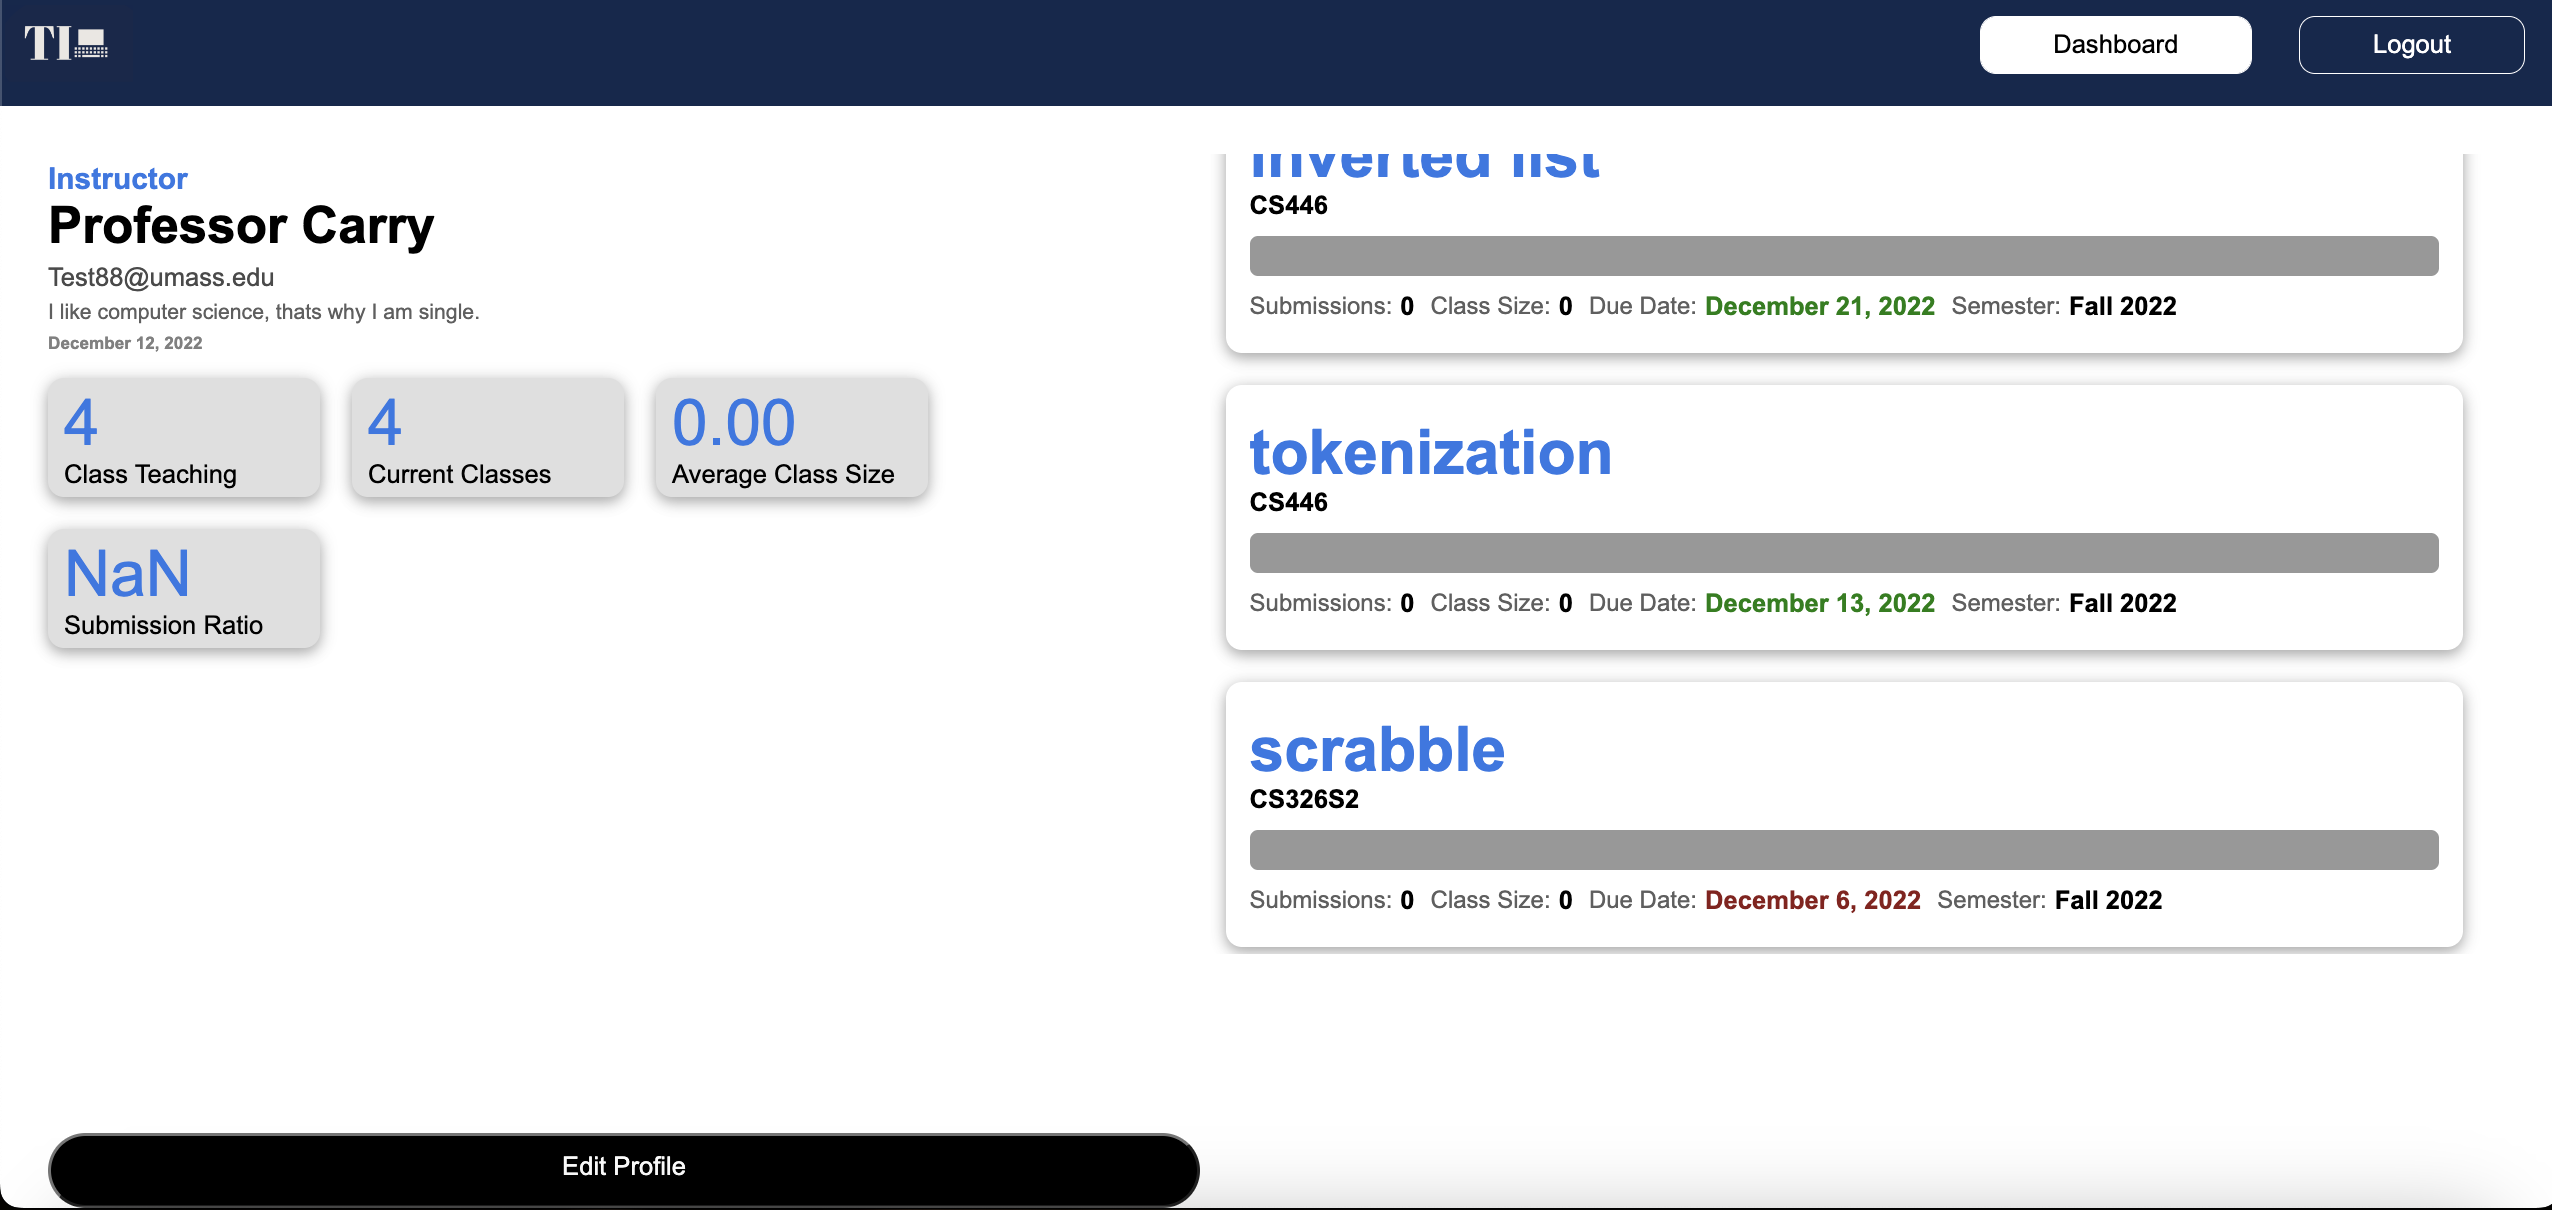 TI
Dashboard
Logout
Instructor
Professor Carry
Test88@umass.edu
I like computer science, thats why I am single.
December 12, 2022
4
Class Teaching
4
Current Classes
0.00
Average Class Size
NaN
Submission Ratio
Edit Profile
inverted list
CS446
Submissions: 0 Class Size: 0 Due Date: December 21, 2022 Semester: Fall 2022
tokenization
CS446
Submissions: 0 Class Size: 0 Due Date: December 13, 2022 Semester: Fall 2022
scrabble
CS326S2
Submissions: 0 Class Size: 0 Due Date: December 6, 2022 Semester: Fall 2022